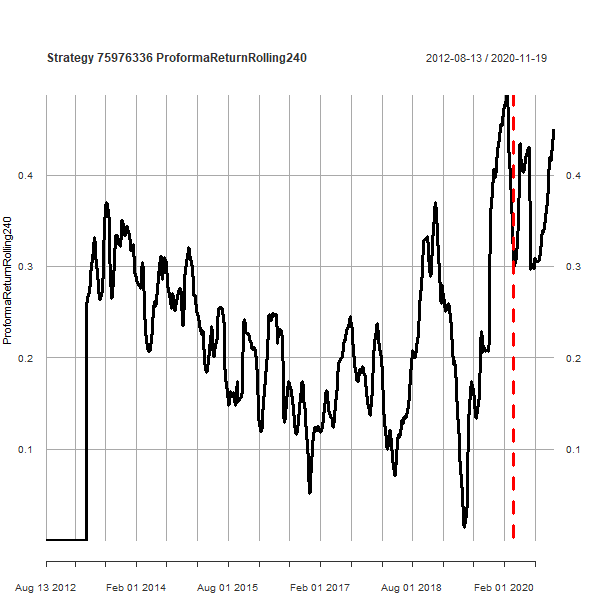 Strategy 75976336 ProformaReturnRolling240 2012-08-13 / 2020-11-19
ProformaReturnRolling240
0.4 0.4
0.3 0.3
0.2 0.2
0.1 0.1
Aug 13 2012 Feb 01 2014 Aug 01 2015 Feb 01 2017 Aug 01 2018 Feb 01 2020